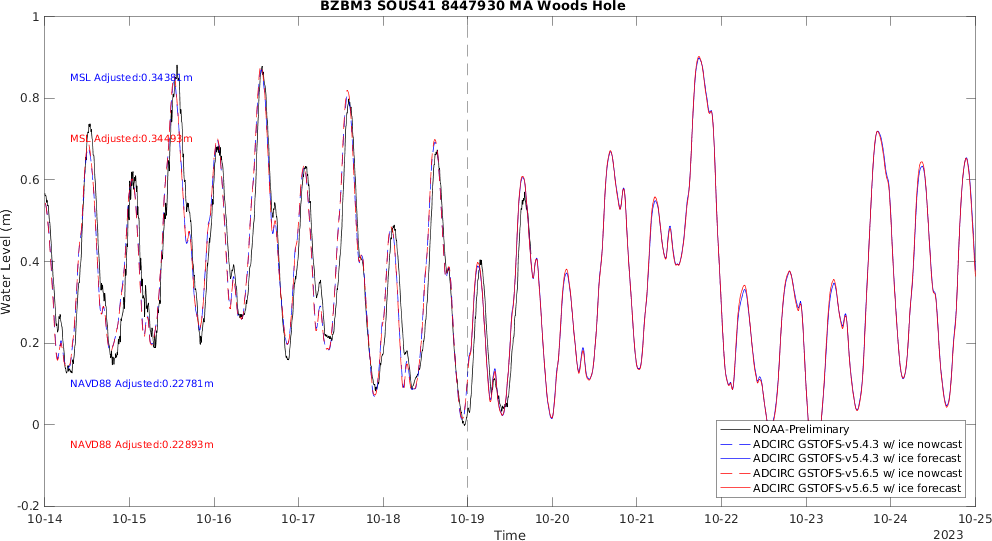 BZBM3 SOUS41 8447930 MA Woods Hole
1
MSL Adjusted:0.34381m
0.8
MSL Adjusted:0.34493m
0.6
Water Level (m)
0.4
0.2
NAVD88 Adjusted:0.22781m
0
NAVD88 Adjusted:0.22893m
NOAA-Preliminary
ADCIRC GSTOFS-v5.4.3 w/ ice nowcast
ADCIRC GSTOFS-v5.4.3 w/ ice forecast
ADCIRC GSTOFS-v5.6.5 w/ ice nowcast
ADCIRC GSTOFS-v5.6.5 w/ ice forecast
-0.2
10-14 10-15 10-16 10-17 10-18 10-19 10-20 10-21 10-22 10-23 10-24 10-25
Time
2023